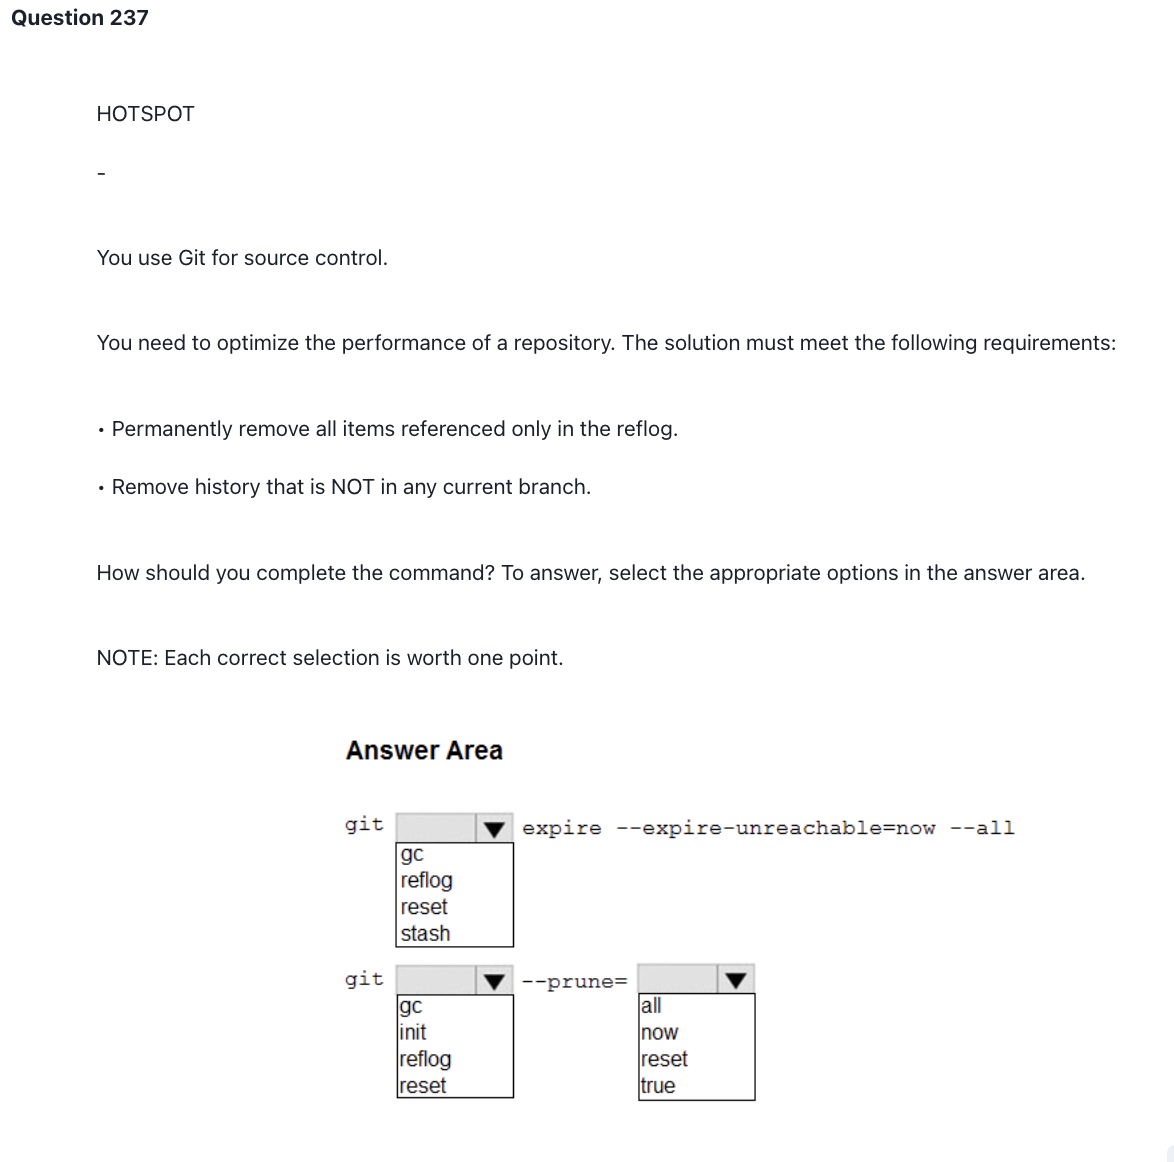 Question 237
HOTSPOT
-
You use Git for source control.
You need to optimize the performance of a repository. The solution must meet the following requirements:
• Permanently remove all items referenced only in the reflog.
• Remove history that is NOT in any current branch.
How should you complete the command? To answer, select the appropriate options in the answer area.
NOTE: Each correct selection is worth one point.
Answer Area
git expire --expire-unreachable=now --all
gc
reflog
reset
stash
git --prune=
gc
init
reflog
reset
all
now
reset
true